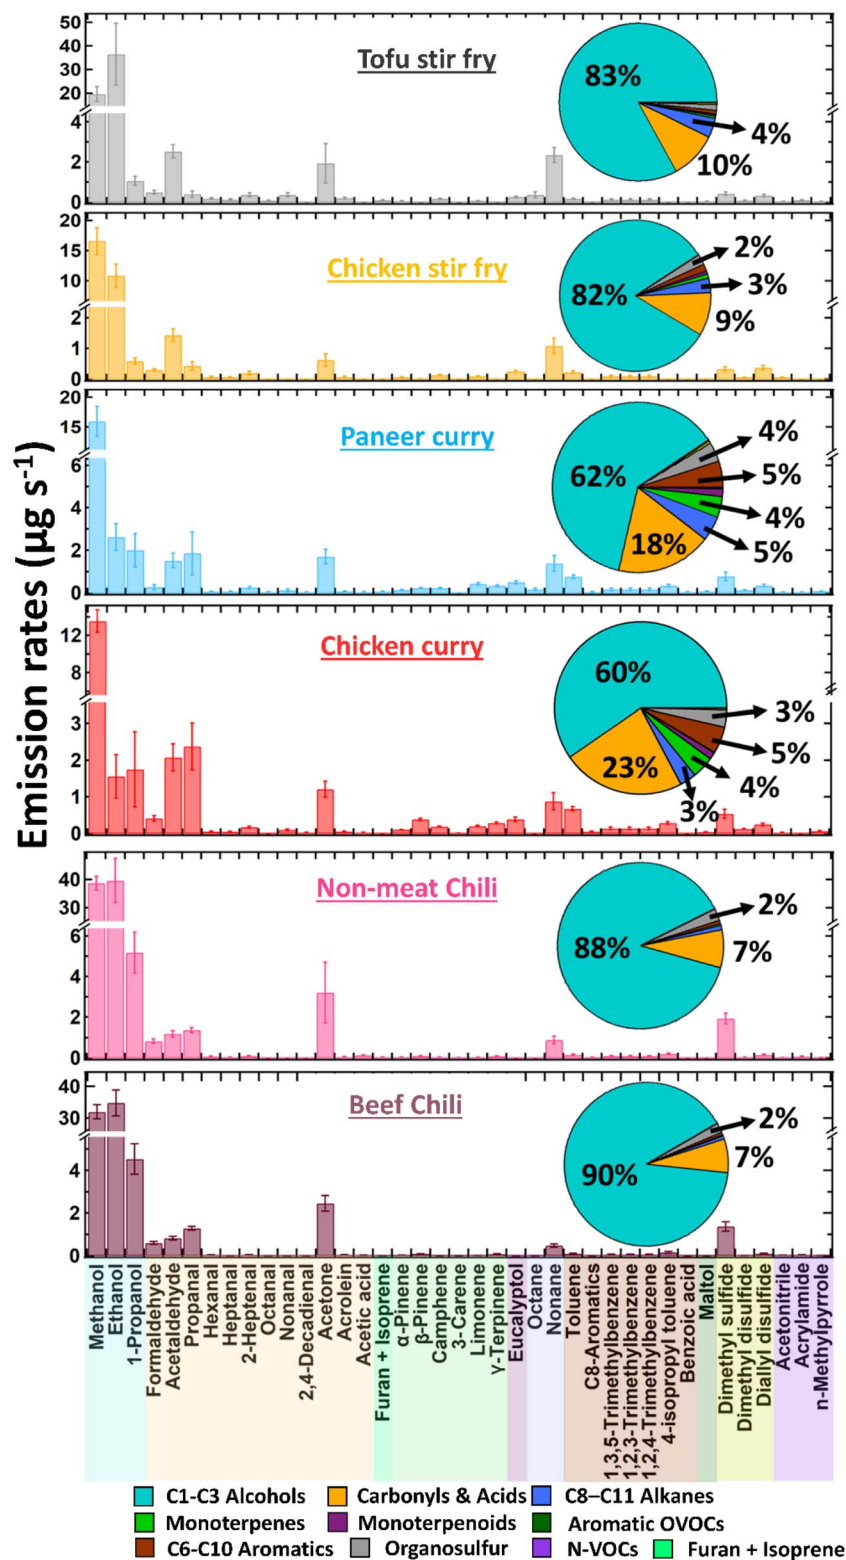 Emission rates (µg s-1)
Tofu stir fry
50
40
30
20
4
2
0
83%
4%
10%
Chicken stir fry
20
15
10
2
1
0
82%
2%
3%
9%
Paneer curry
20
15
6
4
2
0
62%
4%
5%
4%
5%
18%
Chicken curry
12
8
3
2
1
0
60%
3%
5%
4%
3%
23%
Non-meat Chili
40
30
6
4
2
0
88%
2%
7%
Beef Chili
40
30
4
2
0
90%
2%
7%
Methanol
Ethanol
1-Propanol
Formaldehyde
Acetaldehyde
Propanal
Hexanal
Heptanal
2-Heptenal
Octanal
Nonanal
2,4-Decadienal
Acetone
Acrolein
Acetic acid
Furan + Isoprene
α-Pinene
β-Pinene
Camphene
3-Carene
Limonene
γ-Terpinene
Eucalyptol
Octane
Nonane
Toluene
C8-Aromatics
1,3,5-Trimethylbenzene
1,2,3-Trimethylbenzene
1,2,4-Trimethylbenzene
4-isopropyl toluene
Benzoic acid
Maltol
Dimethyl sulfide
Dimethyl disulfide
Diallyl disulfide
Acetonitrile
Acrylamide
n-Methylpyrrole
C1-C3 Alcohols Carbonyls & Acids C8–C11 Alkanes
Monoterpenes Monoterpenoids Aromatic OVOCs
C6-C10 Aromatics Organosulfur N-VOCs Furan + Isoprene